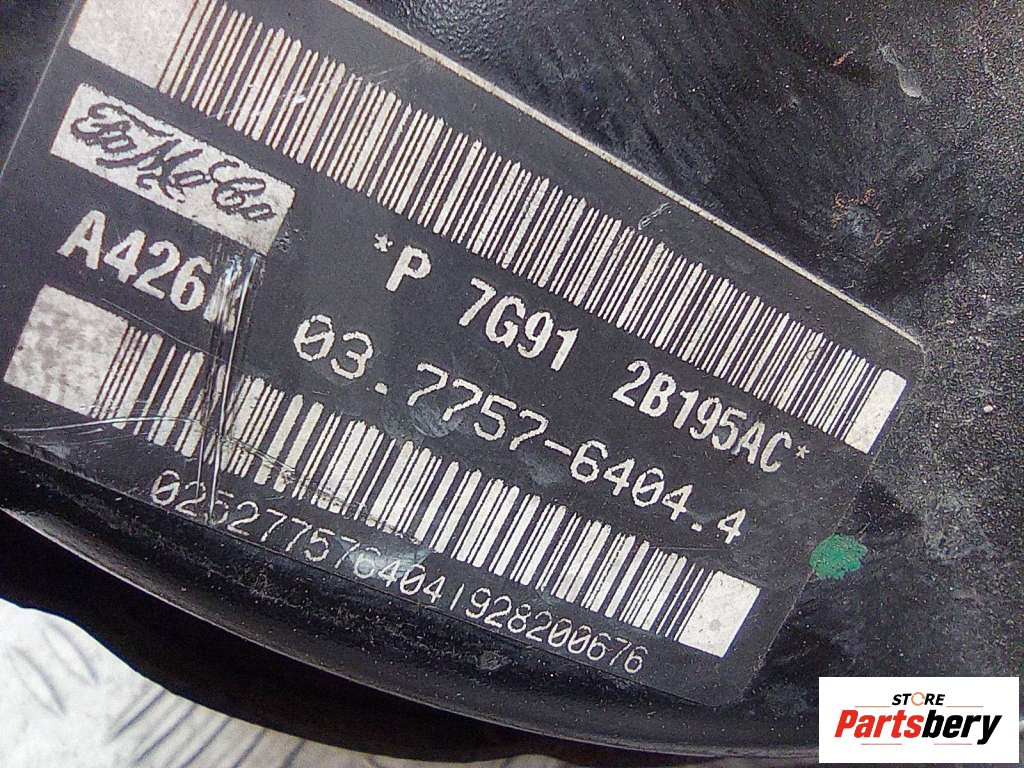 FoMoCo
A426
*P 7G91 2B195AC*
03.7757-6404.4
0252775764041928200676
STORE
Partsbery